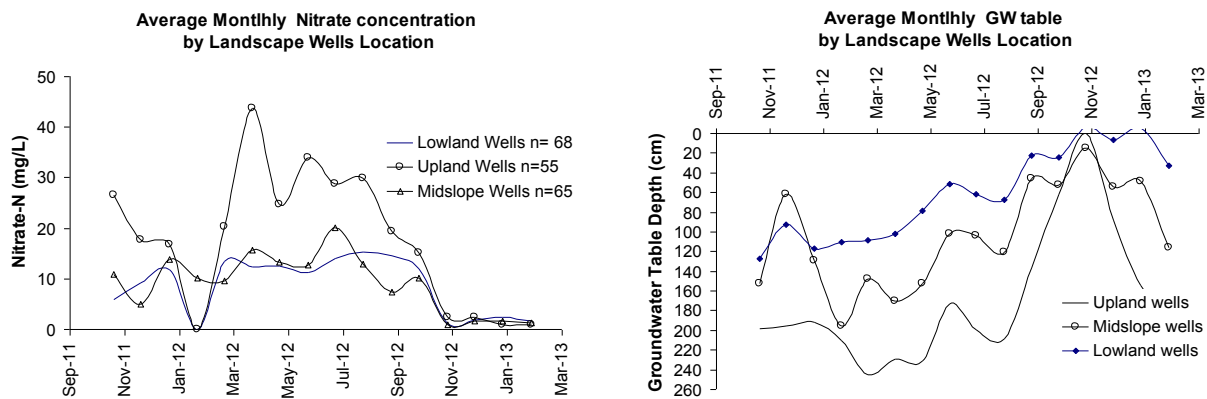 Average Montlhly Nitrate concentration
by Landscape Wells Location
Nitrate-N (mg/L)
50
40
30
20
10
0
Lowland Wells n= 68
Upland Wells n=55
Midslope Wells n=65
Sep-11
Nov-11
Jan-12
Mar-12
May-12
Jul-12
Sep-12
Nov-12
Jan-13
Mar-13
Average Montlhly GW table
by Landscape Wells Location
Sep-11
Nov-11
Jan-12
Mar-12
May-12
Jul-12
Sep-12
Nov-12
Jan-13
Mar-13
Groundwater Table Depth (cm)
0
20
40
60
80
100
120
140
160
180
200
220
240
260
Upland wells
Midslope wells
Lowland wells